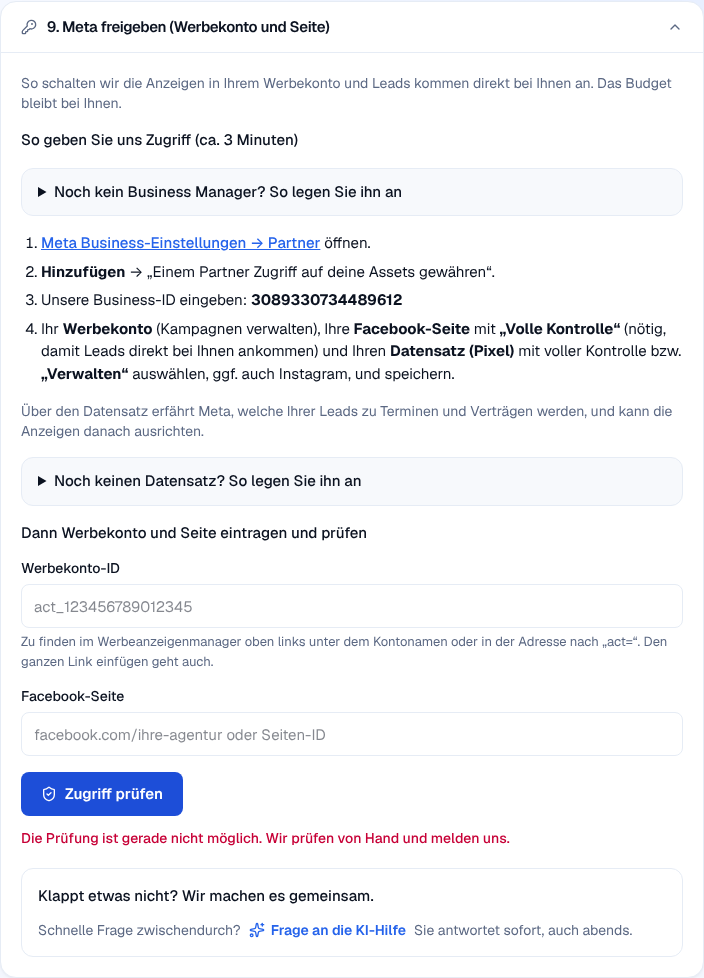 9. Meta freigeben (Werbekonto und Seite)
So schalten wir die Anzeigen in Ihrem Werbekonto und Leads kommen direkt bei Ihnen an. Das Budget
bleibt bei Ihnen.
So geben Sie uns Zugriff (ca. 3 Minuten)
Noch kein Business Manager? So legen Sie ihn an
1. Meta Business-Einstellungen → Partner öffnen.
2. Hinzufügen → „Einem Partner Zugriff auf deine Assets gewähren“.
3. Unsere Business-ID eingeben: 3089330734489612
4. Ihr Werbekonto (Kampagnen verwalten), Ihre Facebook-Seite mit „Volle Kontrolle“ (nötig,
damit Leads direkt bei Ihnen ankommen) und Ihren Datensatz (Pixel) mit voller Kontrolle bzw.
„Verwalten“ auswählen, ggf. auch Instagram, und speichern.
Über den Datensatz erfährt Meta, welche Ihrer Leads zu Terminen und Verträgen werden, und kann die
Anzeigen danach ausrichten.
Noch keinen Datensatz? So legen Sie ihn an
Dann Werbekonto und Seite eintragen und prüfen
Werbekonto-ID
act_123456789012345
Zu finden im Werbeanzeigenmanager oben links unter dem Kontonamen oder in der Adresse nach „act=“. Den
ganzen Link einfügen geht auch.
Facebook-Seite
facebook.com/ihre-agentur oder Seiten-ID
Zugriff prüfen
Die Prüfung ist gerade nicht möglich. Wir prüfen von Hand und melden uns.
Klappt etwas nicht? Wir machen es gemeinsam.
Schnelle Frage zwischendurch? Frage an die KI-Hilfe Sie antwortet sofort, auch abends.